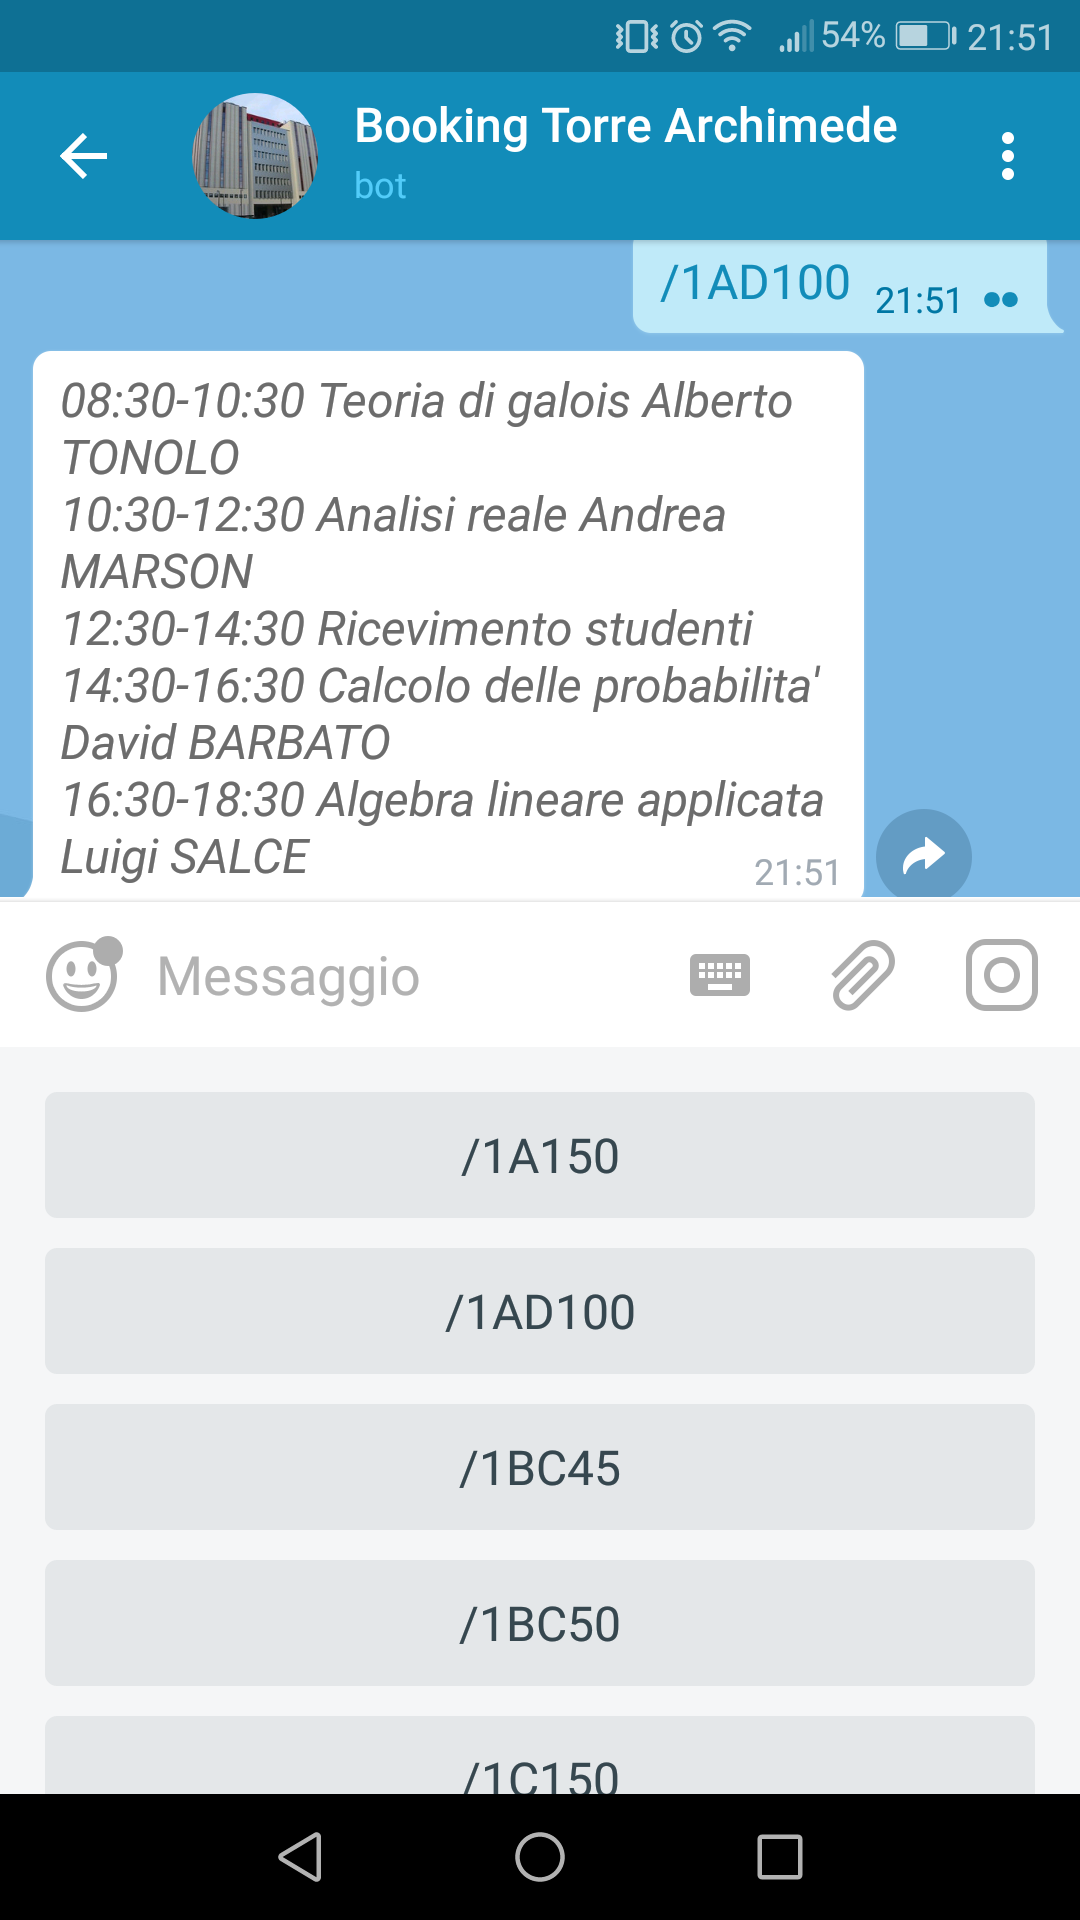 54% 21:51
Booking Torre Archimede
bot
/1AD100 21:51
08:30-10:30 Teoria di galois Alberto
TONOLO
10:30-12:30 Analisi reale Andrea
MARSON
12:30-14:30 Ricevimento studenti
14:30-16:30 Calcolo delle probabilita'
David BARBATO
16:30-18:30 Algebra lineare applicata
Luigi SALCE 21:51
Messaggio
/1A150
/1AD100
/1BC45
/1BC50
/1C150